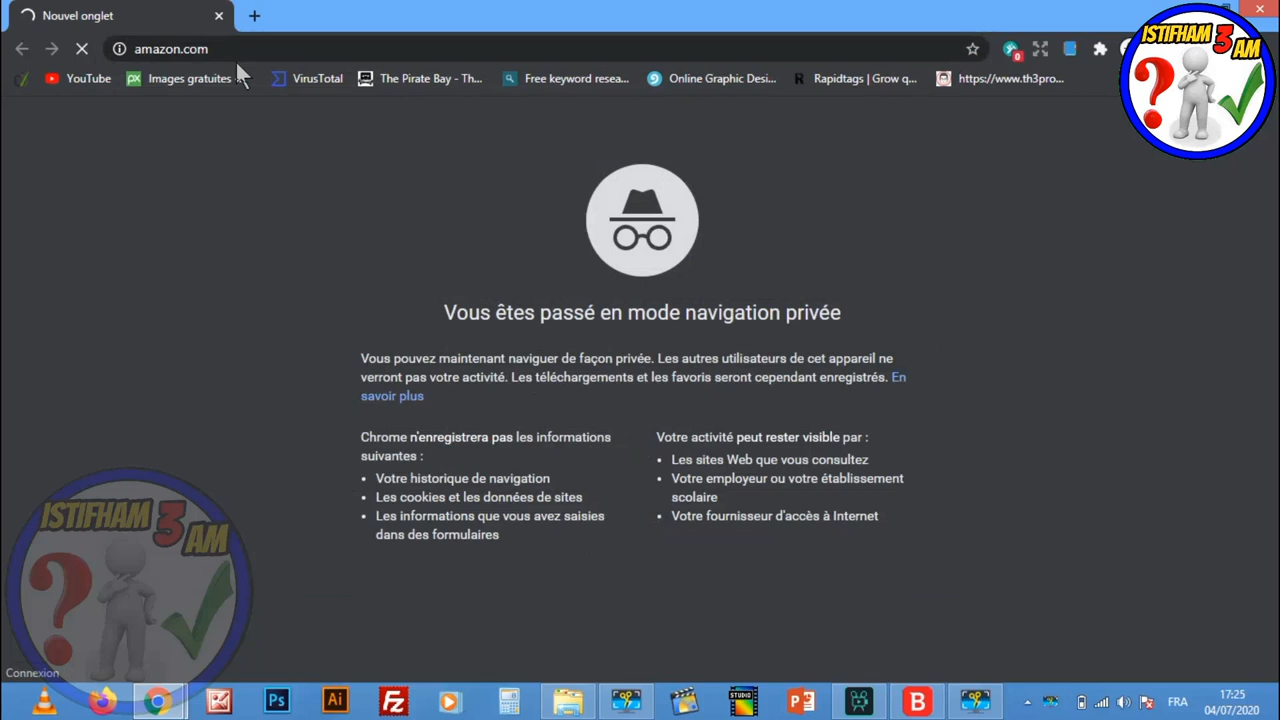 Nouvel onglet
amazon.com
YouTube
Images gratuites
VirusTotal
The Pirate Bay - Th...
Free keyword resea...
Online Graphic Desi...
Rapidtags | Grow q...
https://www.th3pro...
ISTIFHAM 3 AM
Vous êtes passé en mode navigation privée
Vous pouvez maintenant naviguer de façon privée. Les autres utilisateurs de cet appareil ne
verront pas votre activité. Les téléchargements et les favoris seront cependant enregistrés. En
savoir plus
Chrome n'enregistrera pas les informations
suivantes :
• Votre historique de navigation
• Les cookies et les données de sites
• Les informations que vous avez saisies
dans des formulaires
Votre activité peut rester visible par :
• Les sites Web que vous consultez
• Votre employeur ou votre établissement
scolaire
• Votre fournisseur d'accès à Internet
ISTIFHAM 3 AM
Connexion
Ps
Ai
Fz
STUDIO
P
B
FRA
17:25
04/07/2020